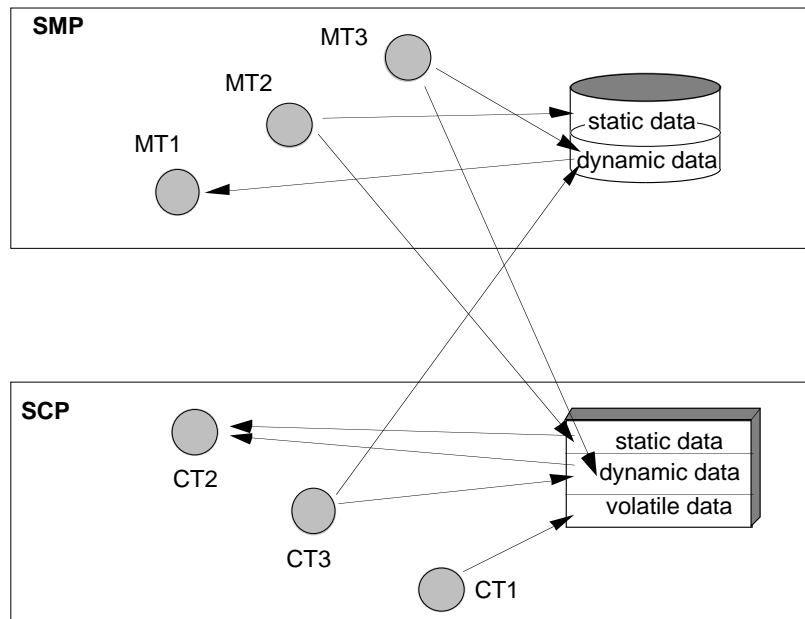 SMP
MT3
MT2
MT1
static data
dynamic data
SCP
CT2
CT3
CT1
static data
dynamic data
volatile data